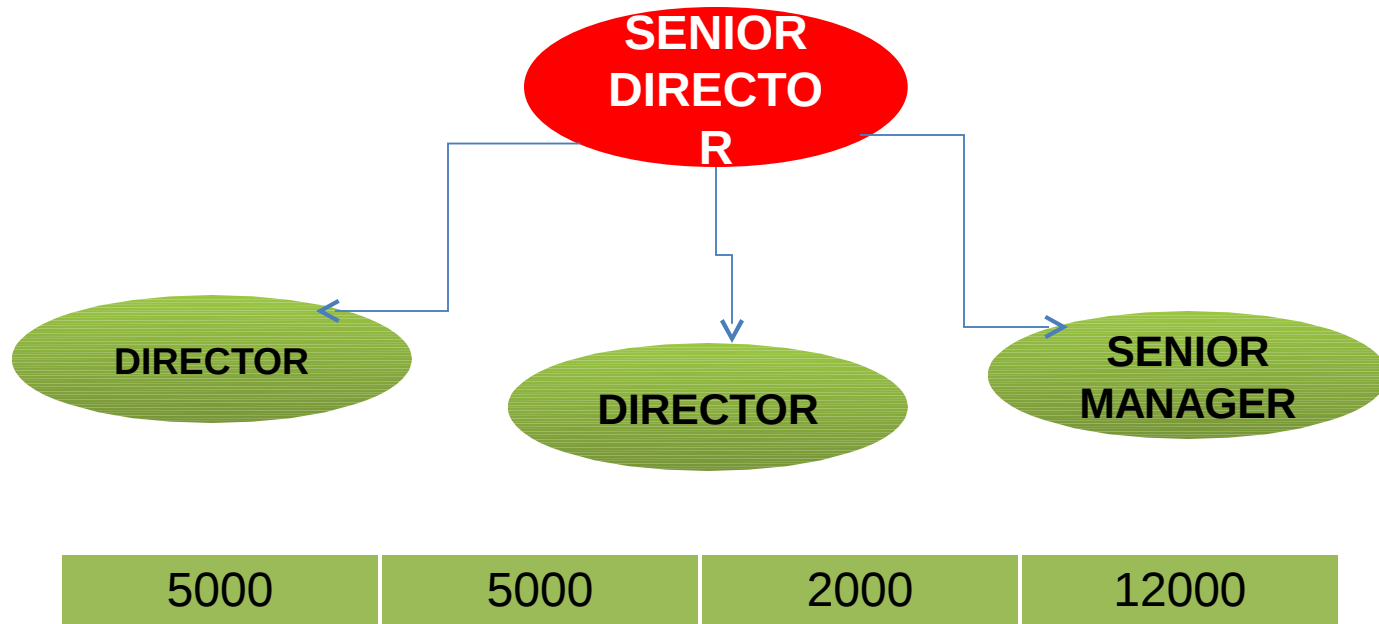 SENIOR
DIRECTO
R
DIRECTOR
DIRECTOR
SENIOR
MANAGER
5000 5000 2000 12000